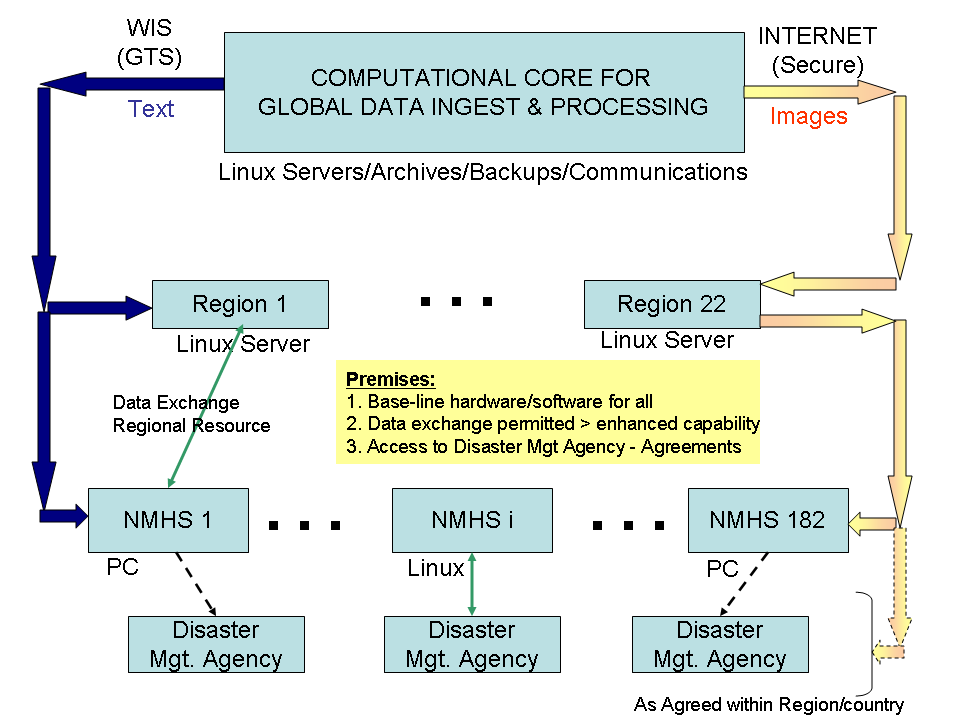 WIS
(GTS)
Text
COMPUTATIONAL CORE FOR
GLOBAL DATA INGEST & PROCESSING
Linux Servers/Archives/Backups/Communications
INTERNET
(Secure)
Images
Region 1
Linux Server
Region 22
Linux Server
Data Exchange
Regional Resource
Premises:
1. Base-line hardware/software for all
2. Data exchange permitted > enhanced capability
3. Access to Disaster Mgt Agency - Agreements
NMHS 1
PC
NMHS i
Linux
NMHS 182
PC
Disaster
Mgt. Agency
Disaster
Mgt. Agency
Disaster
Mgt. Agency
As Agreed within Region/country